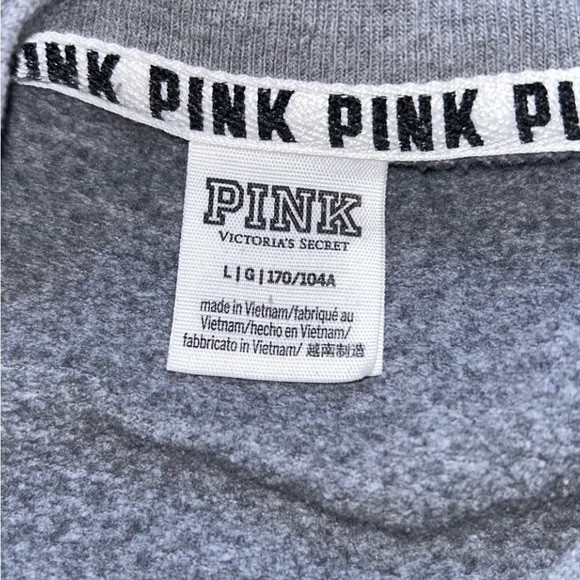 PINK PINK PINK PI
PINK
VICTORIA'S SECRET
L | G | 170/104A
made in Vietnam/fabriqué au
Vietnam/hecho en Vietnam/
fabbricato in Vietnam/ 越南制造